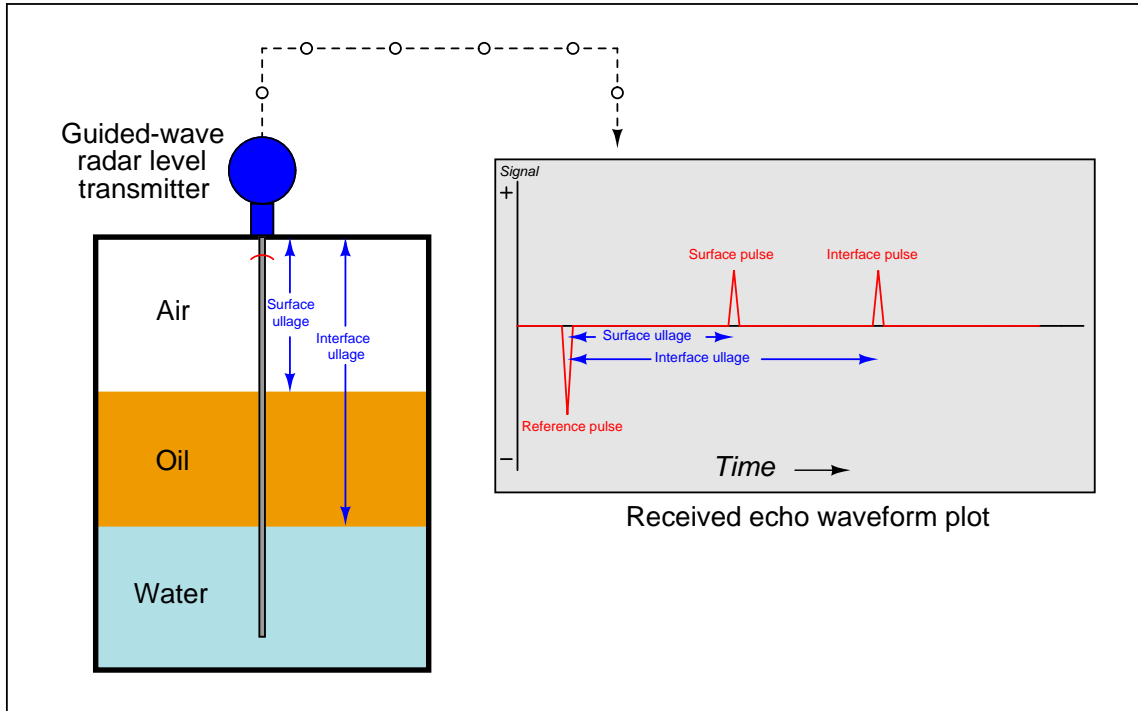 Guided-wave
radar level
transmitter
Air
Surface
ullage
Interface
ullage
Oil
Water
Signal
+
Surface pulse
Interface pulse
Surface ullage
Interface ullage
Reference pulse
−
Time
Received echo waveform plot